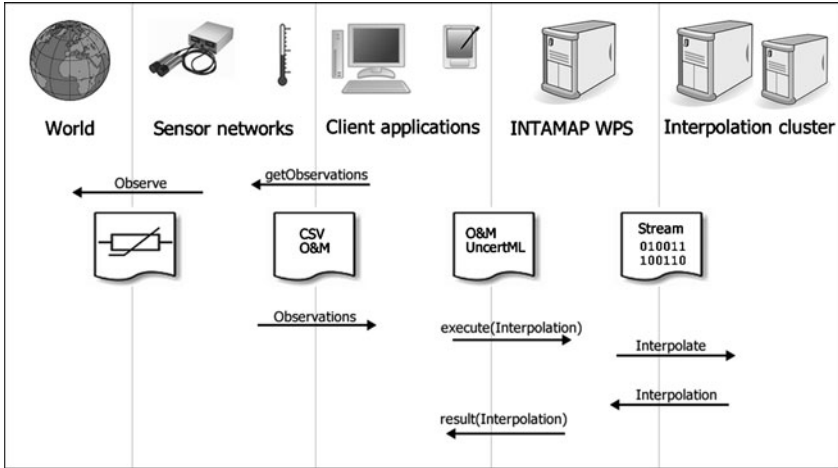 World
Sensor networks
Client applications
INTAMAP WPS
Interpolation cluster
Observe
getObservations
CSV
O&M
O&M
UncertML
Stream
010011
100110
Observations
execute(Interpolation)
Interpolate
Interpolation
result(Interpolation)